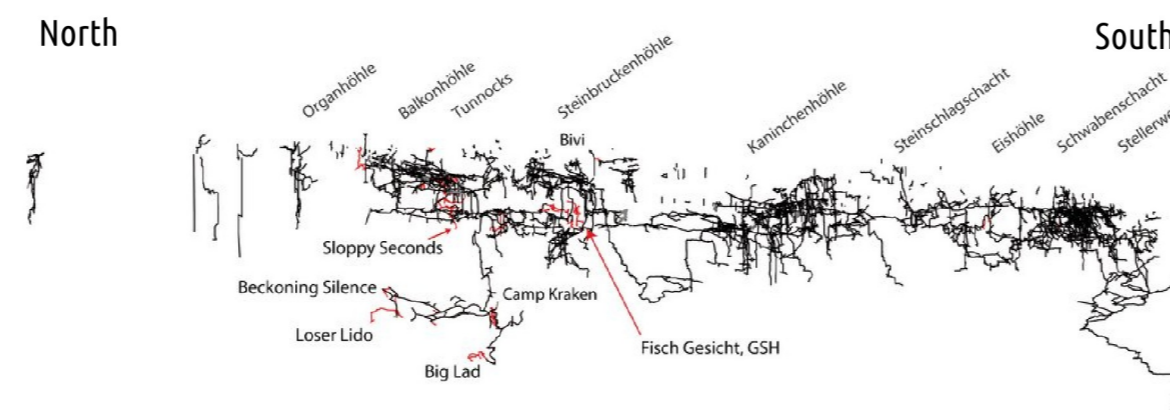 North
South
Organhöhle
Balkonhöhle
Tunnocks
Steinbruckenhöhle
Bivi
Kaninchenhöhle
Steinschlagschacht
Eishöhle
Schwabenschacht
Sloppy Seconds
Beckoning Silence
Camp Kraken
Loser Lido
Fisch Gesicht, GSH
Big Lad